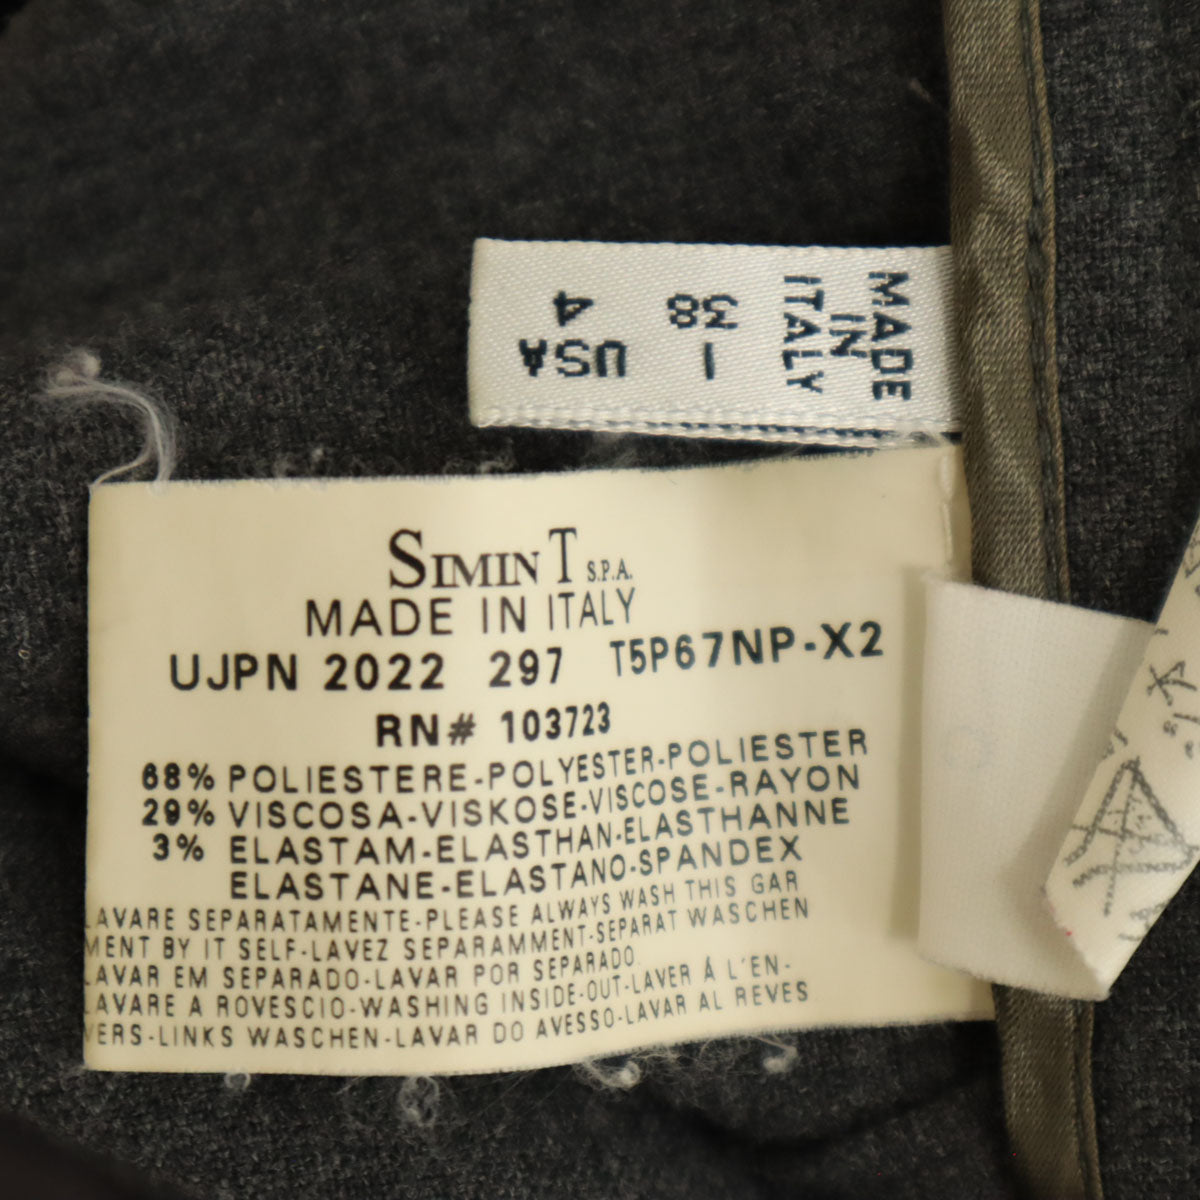 MADE
IN
ITALY
I
38
USA
4
SIMINT S.P.A.
MADE IN ITALY
UJPN 2022 297 T5P67NP-X2
RN# 103723
68% POLIESTERE-POLYESTER-POLIESTER
29% VISCOSA-VISKOSE-VISCOSE-RAYON
3% ELASTAM-ELASTHAN-ELASTHANNE
ELASTANE-ELASTANO-SPANDEX
LAVARE SEPARATAMENTE-PLEASE ALWAYS WASH THIS GAR
MENT BY IT SELF-LAVEZ SEPARAMMENT-SEPARAT WASCHEN
LAVAR EM SEPARADO-LAVAR POR SEPARADO.
LAVARE A ROVESCIO-WASHING INSIDE-OUT-LAVER Á L'EN-
VERS-LINKS WASCHEN-LAVAR DO AVESSO-LAVAR AL REVES